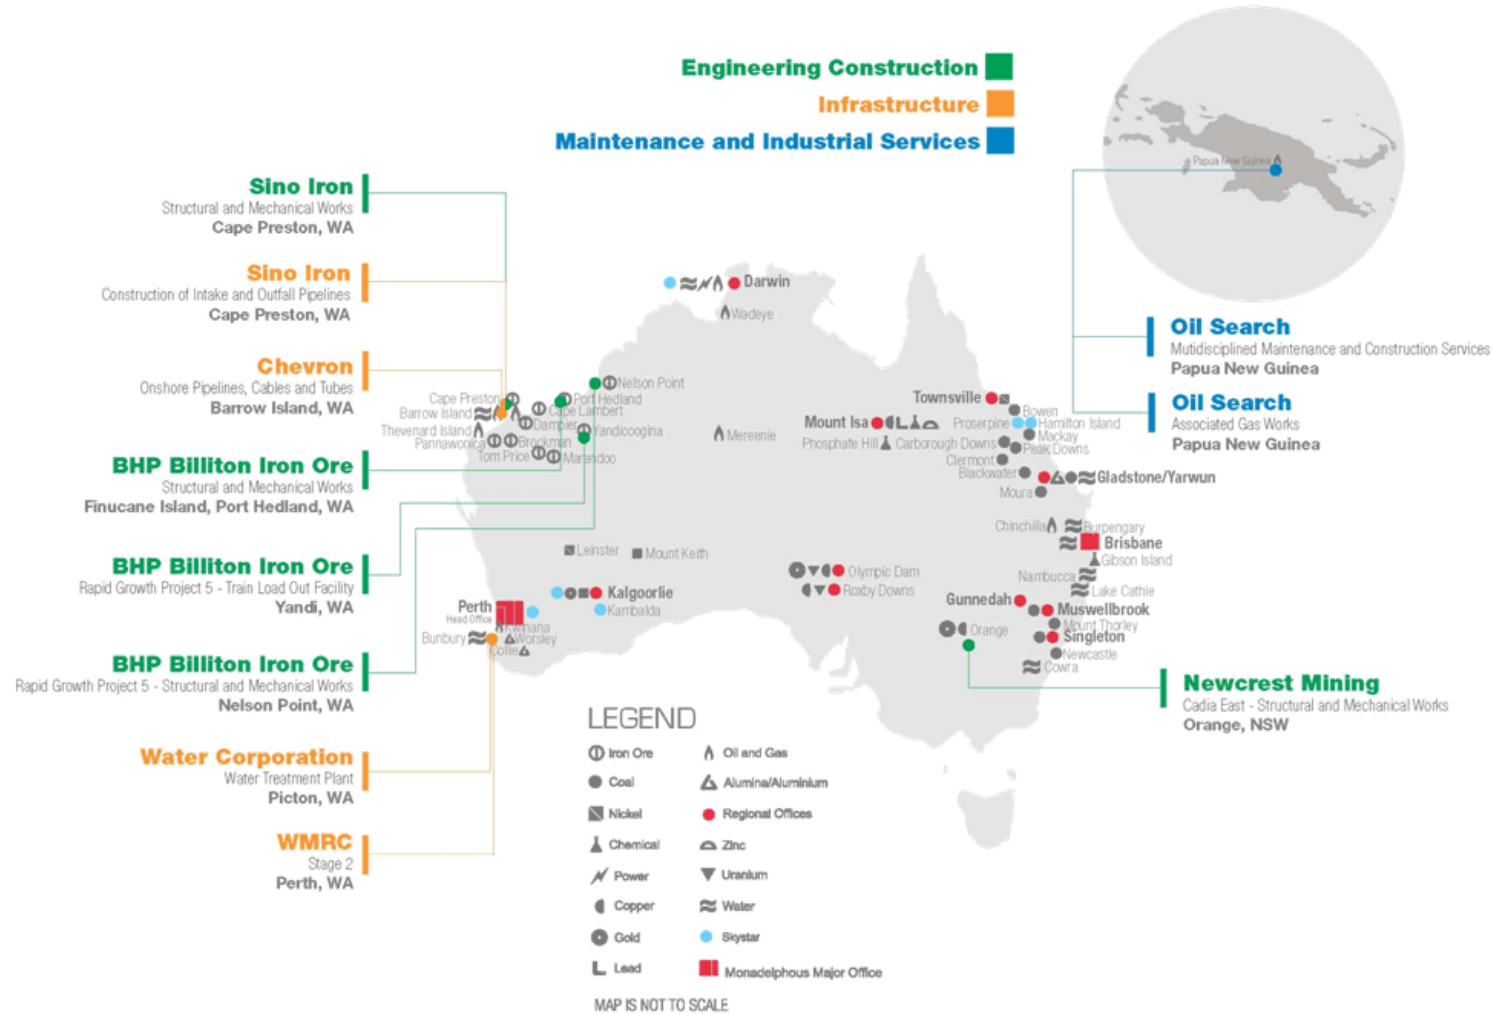 Engineering Construction
Infrastructure
Maintenance and Industrial Services
Papua New Guinea
Sino Iron
Structural and Mechanical Works
Cape Preston, WA
Sino Iron
Construction of Intake and Outfall Pipelines
Cape Preston, WA
Chevron
Onshore Pipelines, Cables and Tubes
Barrow Island, WA
BHP Billiton Iron Ore
Structural and Mechanical Works
Finucane Island, Port Hedland, WA
BHP Billiton Iron Ore
Rapid Growth Project 5 - Train Load Out Facility
Yandi, WA
BHP Billiton Iron Ore
Rapid Growth Project 5 - Structural and Mechanical Works
Nelson Point, WA
Water Corporation
Water Treatment Plant
Picton, WA
WMRC
Stage 2
Perth, WA
Darwin
Wadeye
Nelson Point
Cape Preston
Port Hedland
Barrow Island
Cape Lambert
Dampier
Thevenard Island
Yandicoogina
Pannawonica
Brockman
Tom Price
Marandoo
Mereenie
Townsville
Bowen
Mount Isa
Proserpine
Hamilton Island
Mackay
Phosphate Hill
Carborough Downs
Peak Downs
Clermont
Blackwater
Gladstone/Yarwun
Moura
Chinchilla
Burpengary
Brisbane
Gibson Island
Nambucca
Lake Cathie
Leinster
Mount Keith
Olympic Dam
Roxby Downs
Kalgoorlie
Kambalda
Perth
Head Office
Kwinana
Bunbury
Worsley
Collie
Gunnedah
Muswellbrook
Mount Thorley
Orange
Singleton
Newcastle
Cowra
Oil Search
Mutidisciplined Maintenance and Construction Services
Papua New Guinea
Oil Search
Associated Gas Works
Papua New Guinea
Newcrest Mining
Cadia East - Structural and Mechanical Works
Orange, NSW
LEGEND
Iron Ore
Coal
Nickel
Chemical
Power
Copper
Gold
Lead
Oil and Gas
Alumina/Aluminium
Regional Offices
Zinc
Uranium
Water
Skystar
Monadelphous Major Office
MAP IS NOT TO SCALE